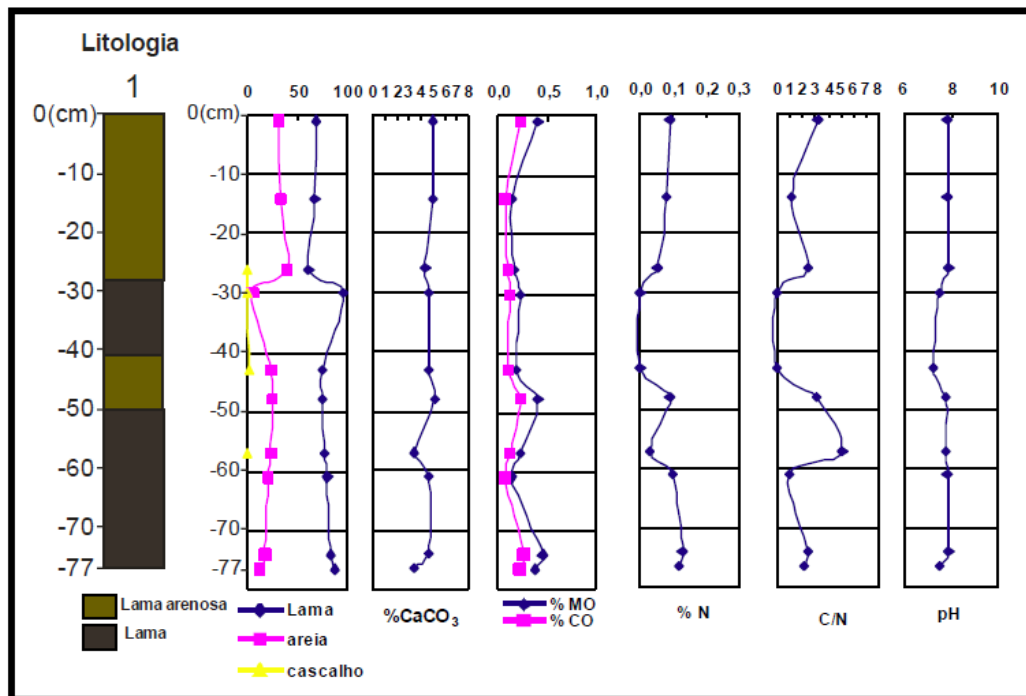 Litologia
1
0 50 100
0 1 2 3 4 5 6 7 8
0,0 0,5 1,0
0,0 0,1 0,2 0,3
0 1 2 3 4 5 6 7 8
6 8 10
0(cm)
-10
-20
-30
-40
-50
-60
-70
-77
0(cm)
-10
-20
-30
-40
-50
-60
-70
-77
Lama arenosa
Lama
Lama
areia
cascalho
%CaCO₃
% MO
% CO
% N
C/N
pH